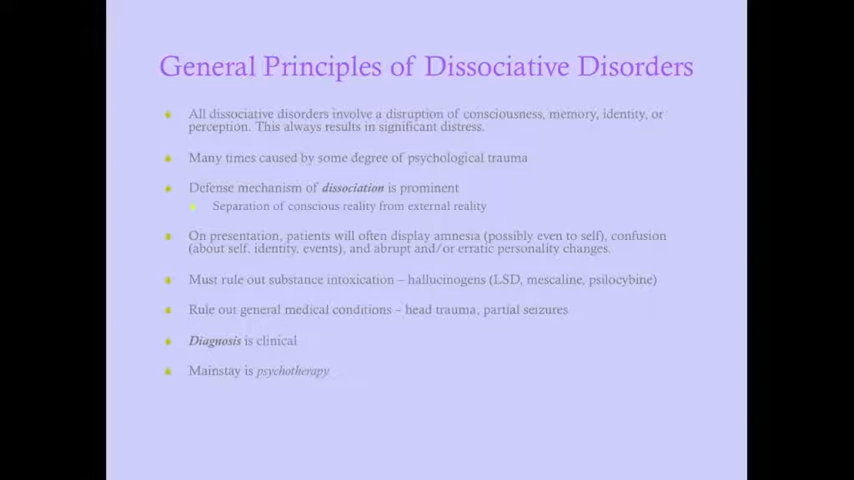 General Principles of Dissociative Disorders
All dissociative disorders involve a disruption of consciousness, memory, identity, or
perception. This always results in significant distress.
Many times caused by some degree of psychological trauma
Defense mechanism of dissociation is prominent
Separation of conscious reality from external reality
On presentation, patients will often display amnesia (possibly even to self), confusion
(about self, identity, events), and abrupt and/or erratic personality changes.
Must rule out substance intoxication – hallucinogens (LSD, mescaline, psilocybine)
Rule out general medical conditions – head trauma, partial seizures
Diagnosis is clinical
Mainstay is psychotherapy